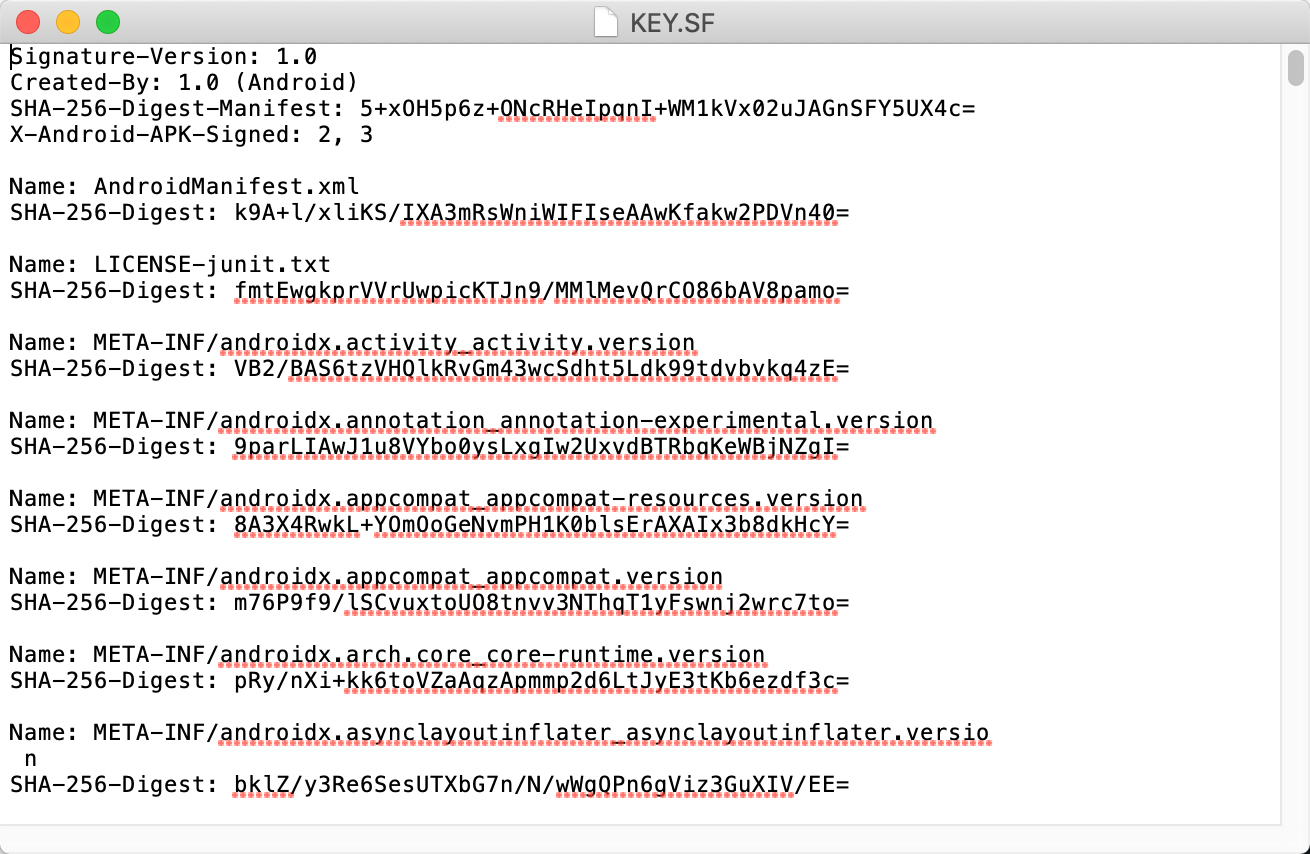 KEY.SF
Signature-Version: 1.0
Created-By: 1.0 (Android)
SHA-256-Digest-Manifest: 5+xOH5p6z+ONcRHeIpqnI+WM1kVx02uJAGnSFY5UX4c=
X-Android-APK-Signed: 2, 3
Name: AndroidManifest.xml
SHA-256-Digest: k9A+l/xliKS/IXA3mRsWniWIFIseAAwKfakw2PDVn40=
Name: LICENSE-junit.txt
SHA-256-Digest: fmtEwgkprVVrUwpicKTJn9/MMlMevQrCO86bAV8pamo=
Name: META-INF/androidx.activity_activity.version
SHA-256-Digest: VB2/BAS6tzVHQlkRvGm43wcSdht5Ldk99tdvbvkq4zE=
Name: META-INF/androidx.annotation_annotation-experimental.version
SHA-256-Digest: 9parLIAwJ1u8VYbo0ysLxgIw2UxvdBTRbqKeWBjNZgI=
Name: META-INF/androidx.appcompat_appcompat-resources.version
SHA-256-Digest: 8A3X4RwkL+YOmOoGeNvmPH1K0blsErAXAIx3b8dkHcY=
Name: META-INF/androidx.appcompat_appcompat.version
SHA-256-Digest: m76P9f9/lSCvuxtoUO8tnvv3NThqT1yFswnj2wrc7to=
Name: META-INF/androidx.arch.core_core-runtime.version
SHA-256-Digest: pRy/nXi+kk6toVZaAqzApmmp2d6LtJyE3tKb6ezdf3c=
Name: META-INF/androidx.asynclayoutinflater_asynclayoutinflater.versio
n
SHA-256-Digest: bklZ/y3Re6SesUTXbG7n/N/wWgQPn6gViz3GuXIV/EE=